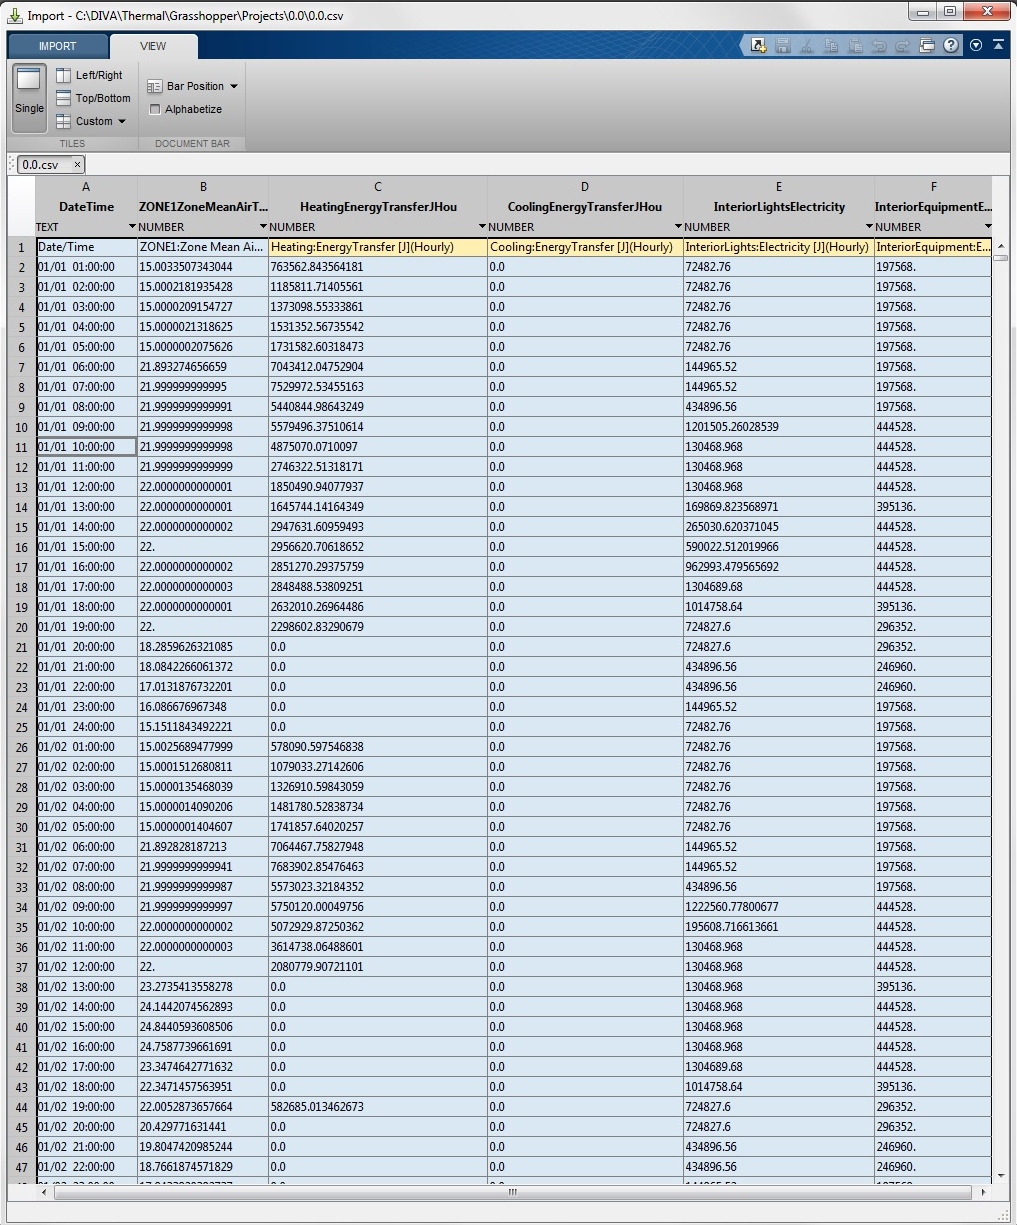 Import - C:\DIVA\Thermal\Grasshopper\Projects\0.0\0.0.csv
IMPORT VIEW
Single Left/Right Top/Bottom Custom Bar Position Alphabetize
TILES DOCUMENT BAR
0.0.csv
A B C D E F
DateTime ZONE1ZoneMeanAirT... HeatingEnergyTransferJHou CoolingEnergyTransferJHou InteriorLightsElectricity InteriorEquipmentE...
TEXT NUMBER NUMBER NUMBER NUMBER NUMBER
1 Date/Time ZONE1:Zone Mean Ai... Heating:EnergyTransfer [J](Hourly) Cooling:EnergyTransfer [J](Hourly) InteriorLights:Electricity [J](Hourly) InteriorEquipment:E...
2 01/01 01:00:00 15.0033507343044 763562.843564181 0.0 72482.76 197568.
3 01/01 02:00:00 15.0002181935428 1185811.71405561 0.0 72482.76 197568.
4 01/01 03:00:00 15.0000209154727 1373098.55333861 0.0 72482.76 197568.
5 01/01 04:00:00 15.0000021318625 1531352.56735542 0.0 72482.76 197568.
6 01/01 05:00:00 15.0000002075626 1731582.60318473 0.0 72482.76 197568.
7 01/01 06:00:00 21.893274656659 7043412.04752904 0.0 144965.52 197568.
8 01/01 07:00:00 21.999999999995 7529972.53455163 0.0 144965.52 197568.
9 01/01 08:00:00 21.9999999999991 5440844.98643249 0.0 434896.56 197568.
10 01/01 09:00:00 21.9999999999998 5579496.37510614 0.0 1201505.26028539 444528.
11 01/01 10:00:00 21.9999999999998 4875070.0710097 0.0 130468.968 444528.
12 01/01 11:00:00 21.9999999999999 2746322.51318171 0.0 130468.968 444528.
13 01/01 12:00:00 22.0000000000001 1850490.94077937 0.0 130468.968 444528.
14 01/01 13:00:00 22.0000000000001 1645744.14164349 0.0 169869.823568971 395136.
15 01/01 14:00:00 22.0000000000002 2947631.60959493 0.0 265030.620371045 444528.
16 01/01 15:00:00 22. 2956620.70618652 0.0 590022.512019966 444528.
17 01/01 16:00:00 22.0000000000002 2851270.29375759 0.0 962993.479565692 444528.
18 01/01 17:00:00 22.0000000000003 2848488.53809251 0.0 1304689.68 444528.
19 01/01 18:00:00 22.0000000000001 2632010.26964486 0.0 1014758.64 395136.
20 01/01 19:00:00 22. 2298602.83290679 0.0 724827.6 296352.
21 01/01 20:00:00 18.2859626321085 0.0 0.0 724827.6 296352.
22 01/01 21:00:00 18.0842266061372 0.0 0.0 434896.56 246960.
23 01/01 22:00:00 17.0131876732201 0.0 0.0 434896.56 246960.
24 01/01 23:00:00 16.086676967348 0.0 0.0 144965.52 197568.
25 01/01 24:00:00 15.1511843492221 0.0 0.0 72482.76 197568.
26 01/02 01:00:00 15.0025689477999 578090.597546838 0.0 72482.76 197568.
27 01/02 02:00:00 15.0001512680811 1079033.27142606 0.0 72482.76 197568.
28 01/02 03:00:00 15.0000135468039 1326910.59843059 0.0 72482.76 197568.
29 01/02 04:00:00 15.0000014090206 1481780.52838734 0.0 72482.76 197568.
30 01/02 05:00:00 15.0000001404607 1741857.64020257 0.0 72482.76 197568.
31 01/02 06:00:00 21.892828187213 7064467.75827948 0.0 144965.52 197568.
32 01/02 07:00:00 21.9999999999941 7683902.85476463 0.0 144965.52 197568.
33 01/02 08:00:00 21.9999999999987 5573023.32184352 0.0 434896.56 197568.
34 01/02 09:00:00 21.9999999999997 5750120.00049756 0.0 1222560.77800677 444528.
35 01/02 10:00:00 22.0000000000002 5072929.87250362 0.0 195608.716613661 444528.
36 01/02 11:00:00 22.0000000000003 3614738.06488601 0.0 130468.968 444528.
37 01/02 12:00:00 22. 2080779.90721101 0.0 130468.968 444528.
38 01/02 13:00:00 23.2735413558278 0.0 0.0 130468.968 395136.
39 01/02 14:00:00 24.1442074562893 0.0 0.0 130468.968 444528.
40 01/02 15:00:00 24.8440593608506 0.0 0.0 130468.968 444528.
41 01/02 16:00:00 24.7587739661691 0.0 0.0 130468.968 444528.
42 01/02 17:00:00 23.3474642771632 0.0 0.0 1304689.68 444528.
43 01/02 18:00:00 22.3471457563951 0.0 0.0 1014758.64 395136.
44 01/02 19:00:00 22.0052873657664 582685.013462673 0.0 724827.6 296352.
45 01/02 20:00:00 20.429771631441 0.0 0.0 724827.6 296352.
46 01/02 21:00:00 19.8047420985244 0.0 0.0 434896.56 246960.
47 01/02 22:00:00 18.7661874571829 0.0 0.0 434896.56 246960.